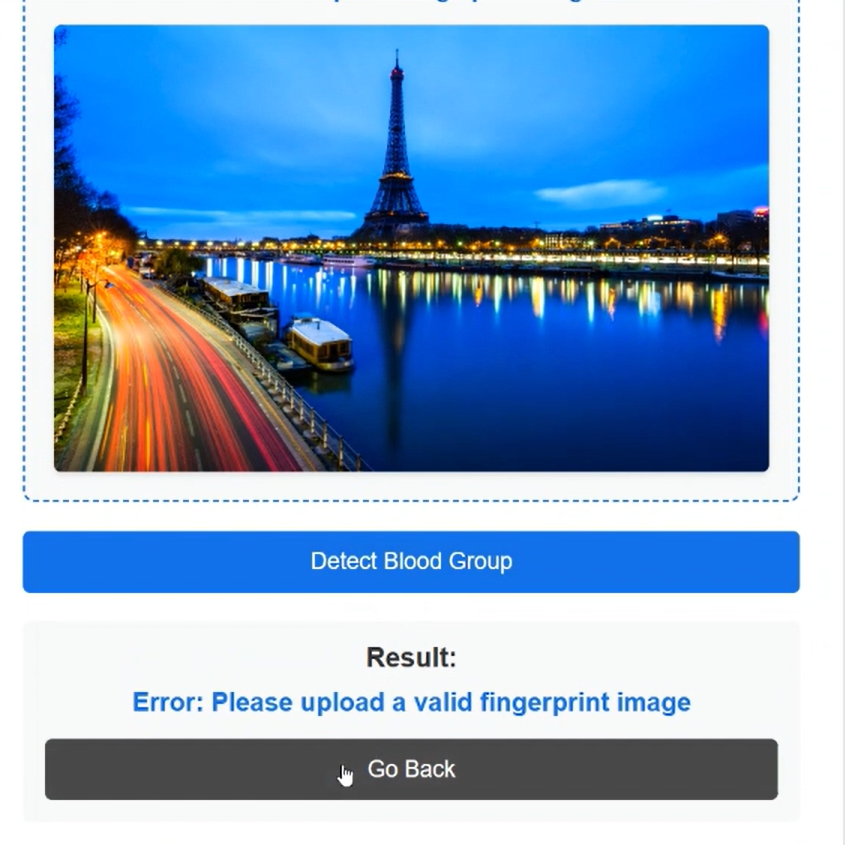 Detect Blood Group
Result:
Error: Please upload a valid fingerprint image
Go Back